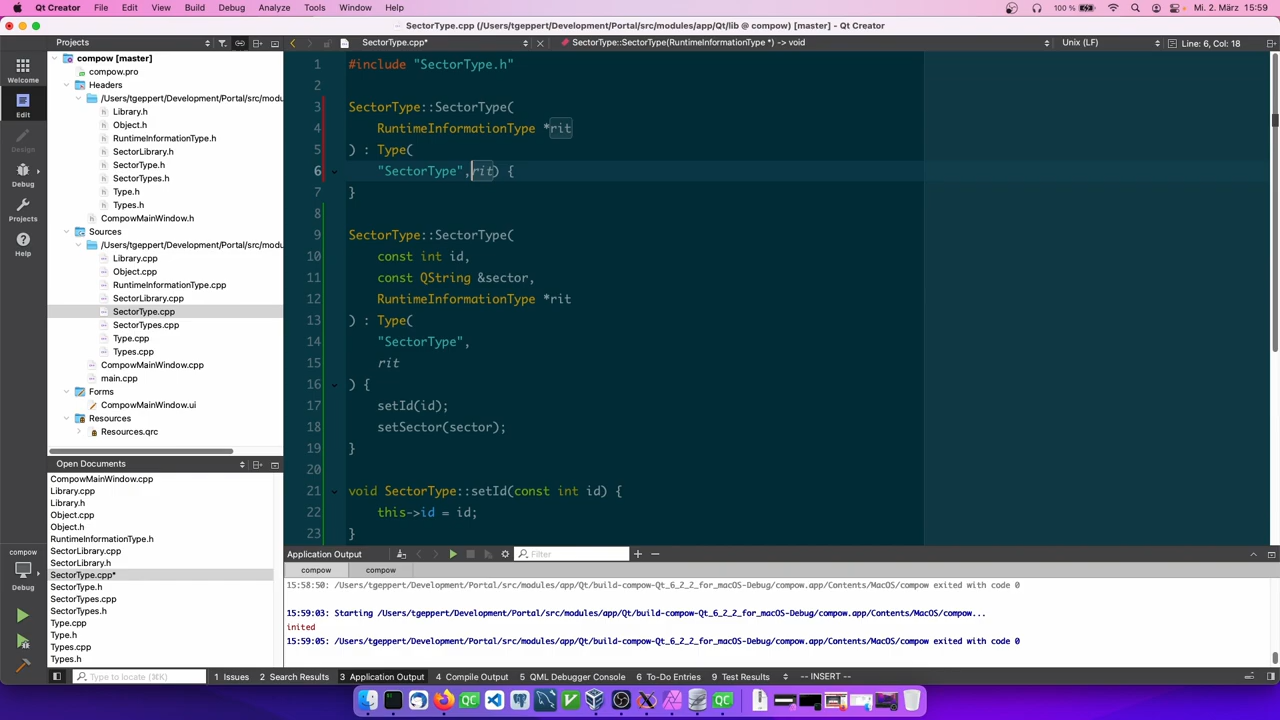 Qt Creator File Edit View Build Debug Analyze Tools Window Help 100 % Mi. 2. März 15:59
SectorType.cpp (/Users/tgeppert/Development/Portal/src/modules/app/Qt/lib @ compow) [master] - Qt Creator
Projects SectorType.cpp* SectorType::SectorType(RuntimeInformationType *) -> void Unix (LF) Line: 6, Col: 18
Welcome
Edit
Design
Debug
Projects
Help
compow
Debug
compow [master]
compow.pro
Headers
/Users/tgeppert/Development/Portal/src/modu
Library.h
Object.h
RuntimeInformationType.h
SectorLibrary.h
SectorType.h
SectorTypes.h
Type.h
Types.h
CompowMainWindow.h
Sources
/Users/tgeppert/Development/Portal/src/modu
Library.cpp
Object.cpp
RuntimeInformationType.cpp
SectorLibrary.cpp
SectorType.cpp
SectorTypes.cpp
Type.cpp
Types.cpp
CompowMainWindow.cpp
main.cpp
Forms
CompowMainWindow.ui
Resources
Resources.qrc
Open Documents
CompowMainWindow.cpp
Library.cpp
Library.h
Object.cpp
Object.h
RuntimeInformationType.h
SectorLibrary.cpp
SectorLibrary.h
SectorType.cpp*
SectorType.h
SectorTypes.cpp
SectorTypes.h
Type.cpp
Type.h
Types.cpp
Types.h
1 #include "SectorType.h"
2
3 SectorType::SectorType(
4 RuntimeInformationType *rit
5 ) : Type(
6 "SectorType",rit) {
7 }
8
9 SectorType::SectorType(
10 const int id,
11 const QString &sector,
12 RuntimeInformationType *rit
13 ) : Type(
14 "SectorType",
15 rit
16 ) {
17 setId(id);
18 setSector(sector);
19 }
20
21 void SectorType::setId(const int id) {
22 this->id = id;
23 }
Application Output Filter
compow compow
15:58:50: /Users/tgeppert/Development/Portal/src/modules/app/Qt/build-compow-Qt_6_2_2_for_macOS-Debug/compow.app/Contents/MacOS/compow exited with code 0
15:59:03: Starting /Users/tgeppert/Development/Portal/src/modules/app/Qt/build-compow-Qt_6_2_2_for_macOS-Debug/compow.app/Contents/MacOS/compow...
inited
15:59:05: /Users/tgeppert/Development/Portal/src/modules/app/Qt/build-compow-Qt_6_2_2_for_macOS-Debug/compow.app/Contents/MacOS/compow exited with code 0
Type to locate (⌘K) 1 Issues 2 Search Results 3 Application Output 4 Compile Output 5 QML Debugger Console 6 To-Do Entries 9 Test Results -- INSERT --
QC QC